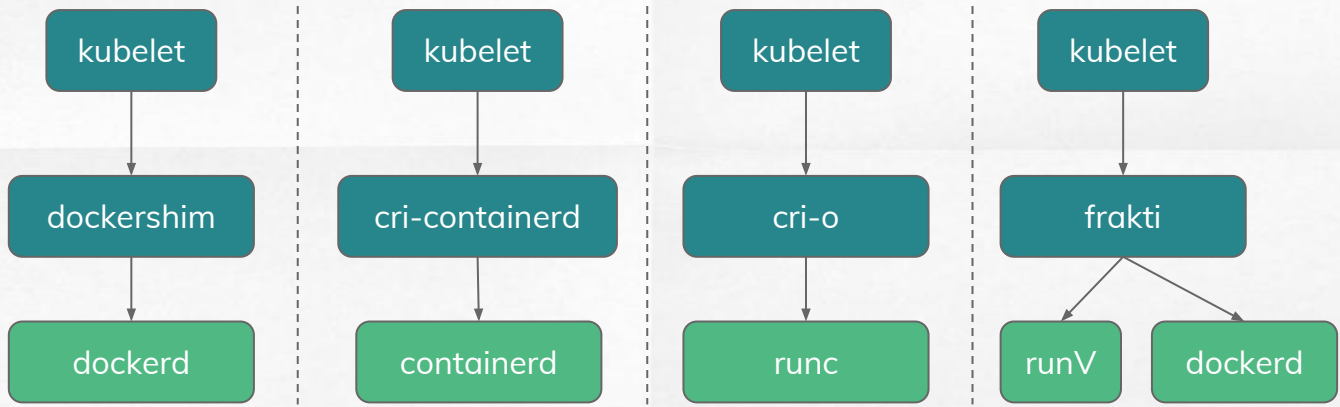 kubelet
kubelet
kubelet
kubelet
dockershim
cri-containerd
cri-o
frakti
dockerd
containerd
runc
runV
dockerd